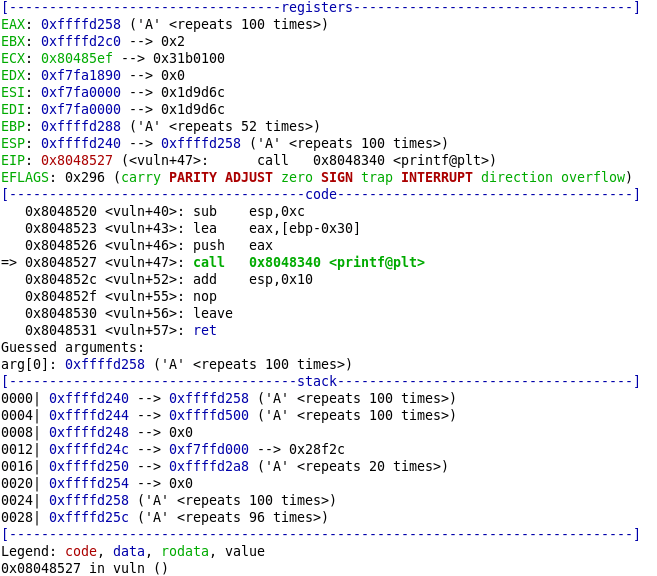 [----------------------------------registers-----------------------------------]
EAX: 0xffffd258 ('A' <repeats 100 times>)
EBX: 0xffffd2c0 --> 0x2
ECX: 0x80485ef --> 0x31b0100
EDX: 0xf7fa1890 --> 0x0
ESI: 0xf7fa0000 --> 0x1d9d6c
EDI: 0xf7fa0000 --> 0x1d9d6c
EBP: 0xffffd288 ('A' <repeats 52 times>)
ESP: 0xffffd240 --> 0xffffd258 ('A' <repeats 100 times>)
EIP: 0x8048527 (<vuln+47>:	call   0x8048340 <printf@plt>)
EFLAGS: 0x296 (carry PARITY ADJUST zero SIGN trap INTERRUPT direction overflow)
[-------------------------------------code-------------------------------------]
   0x8048520 <vuln+40>:	sub    esp,0xc
   0x8048523 <vuln+43>:	lea    eax,[ebp-0x30]
   0x8048526 <vuln+46>:	push   eax
=> 0x8048527 <vuln+47>:	call   0x8048340 <printf@plt>
   0x804852c <vuln+52>:	add    esp,0x10
   0x804852f <vuln+55>:	nop
   0x8048530 <vuln+56>:	leave
   0x8048531 <vuln+57>:	ret
Guessed arguments:
arg[0]: 0xffffd258 ('A' <repeats 100 times>)
[------------------------------------stack-------------------------------------]
0000| 0xffffd240 --> 0xffffd258 ('A' <repeats 100 times>)
0004| 0xffffd244 --> 0xffffd500 ('A' <repeats 100 times>)
0008| 0xffffd248 --> 0x0
0012| 0xffffd24c --> 0xf7ffd000 --> 0x28f2c
0016| 0xffffd250 --> 0xffffd2a8 ('A' <repeats 20 times>)
0020| 0xffffd254 --> 0x0
0024| 0xffffd258 ('A' <repeats 100 times>)
0028| 0xffffd25c ('A' <repeats 96 times>)
[------------------------------------------------------------------------------]
Legend: code, data, rodata, value
0x08048527 in vuln ()